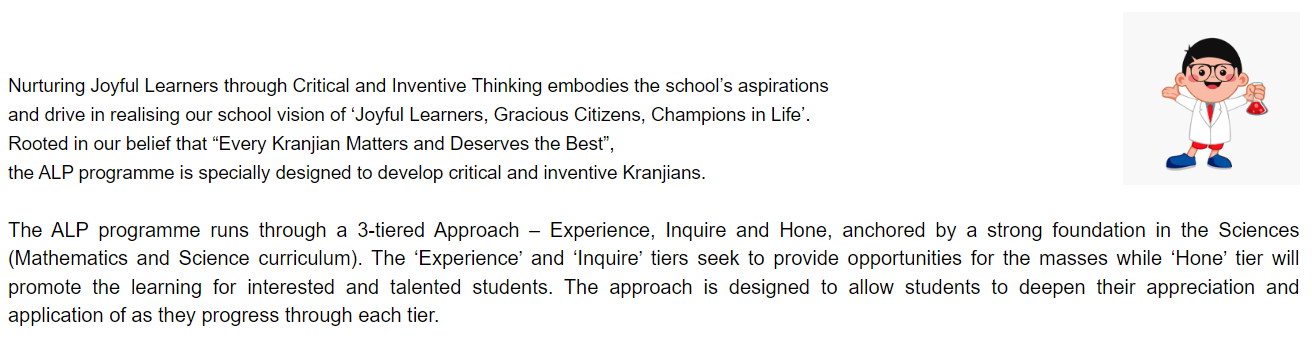 Nurturing Joyful Learners through Critical and Inventive Thinking embodies the school’s aspirations
and drive in realising our school vision of ‘Joyful Learners, Gracious Citizens, Champions in Life’.
Rooted in our belief that “Every Kranjian Matters and Deserves the Best”,
the ALP programme is specially designed to develop critical and inventive Kranjians.
The ALP programme runs through a 3-tiered Approach – Experience, Inquire and Hone, anchored by a strong foundation in the Sciences
(Mathematics and Science curriculum). The ‘Experience’ and ‘Inquire’ tiers seek to provide opportunities for the masses while ‘Hone’ tier will
promote the learning for interested and talented students. The approach is designed to allow students to deepen their appreciation and
application of as they progress through each tier.